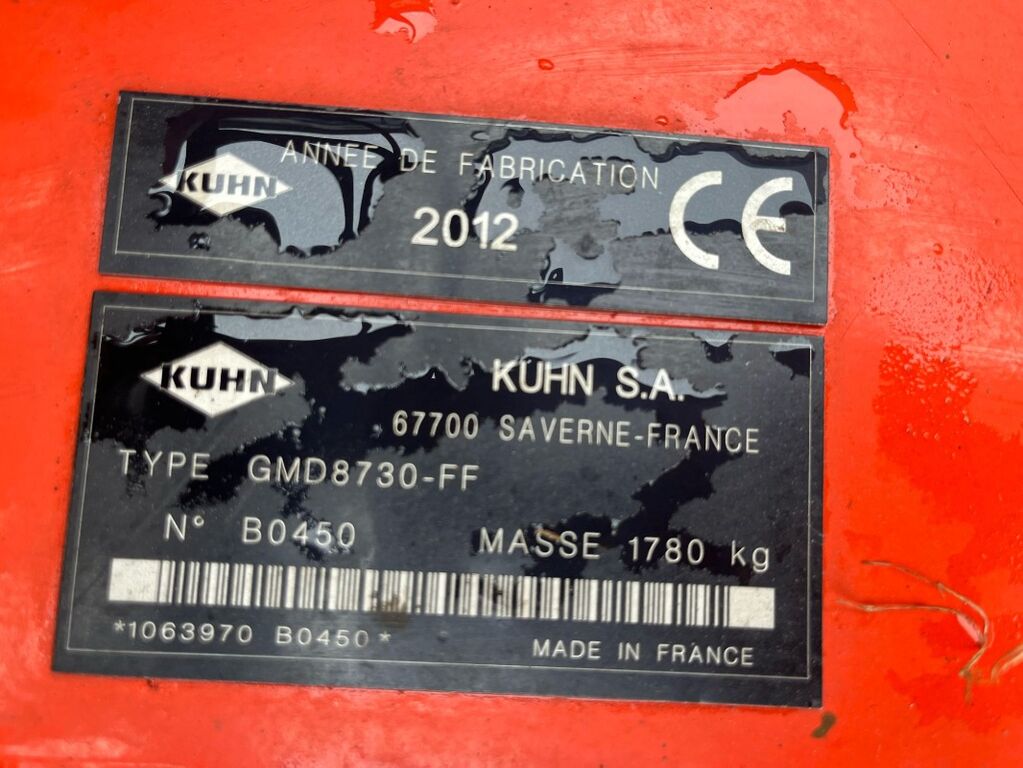 KUHN
ANNEE DE FABRICATION
2012
CE
KUHN
KUHN S.A.
67700 SAVERNE-FRANCE
TYPE GMD8730-FF
N° B0450 MASSE 1780 kg
*1063970 B0450*
MADE IN FRANCE